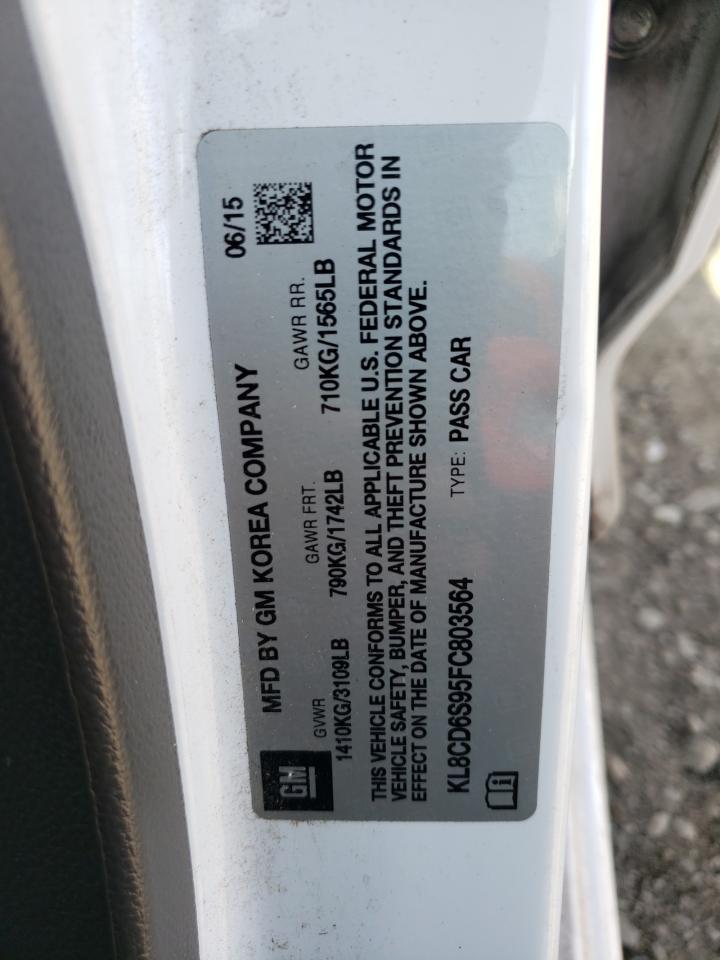 GM
MFD BY GM KOREA COMPANY 06/15
GVWR GAWR FRT. GAWR RR.
1410KG/3109LB 790KG/1742LB 710KG/1565LB
THIS VEHICLE CONFORMS TO ALL APPLICABLE U.S. FEDERAL MOTOR
VEHICLE SAFETY, BUMPER, AND THEFT PREVENTION STANDARDS IN
EFFECT ON THE DATE OF MANUFACTURE SHOWN ABOVE.
KL8CD6S95FC803564 TYPE: PASS CAR